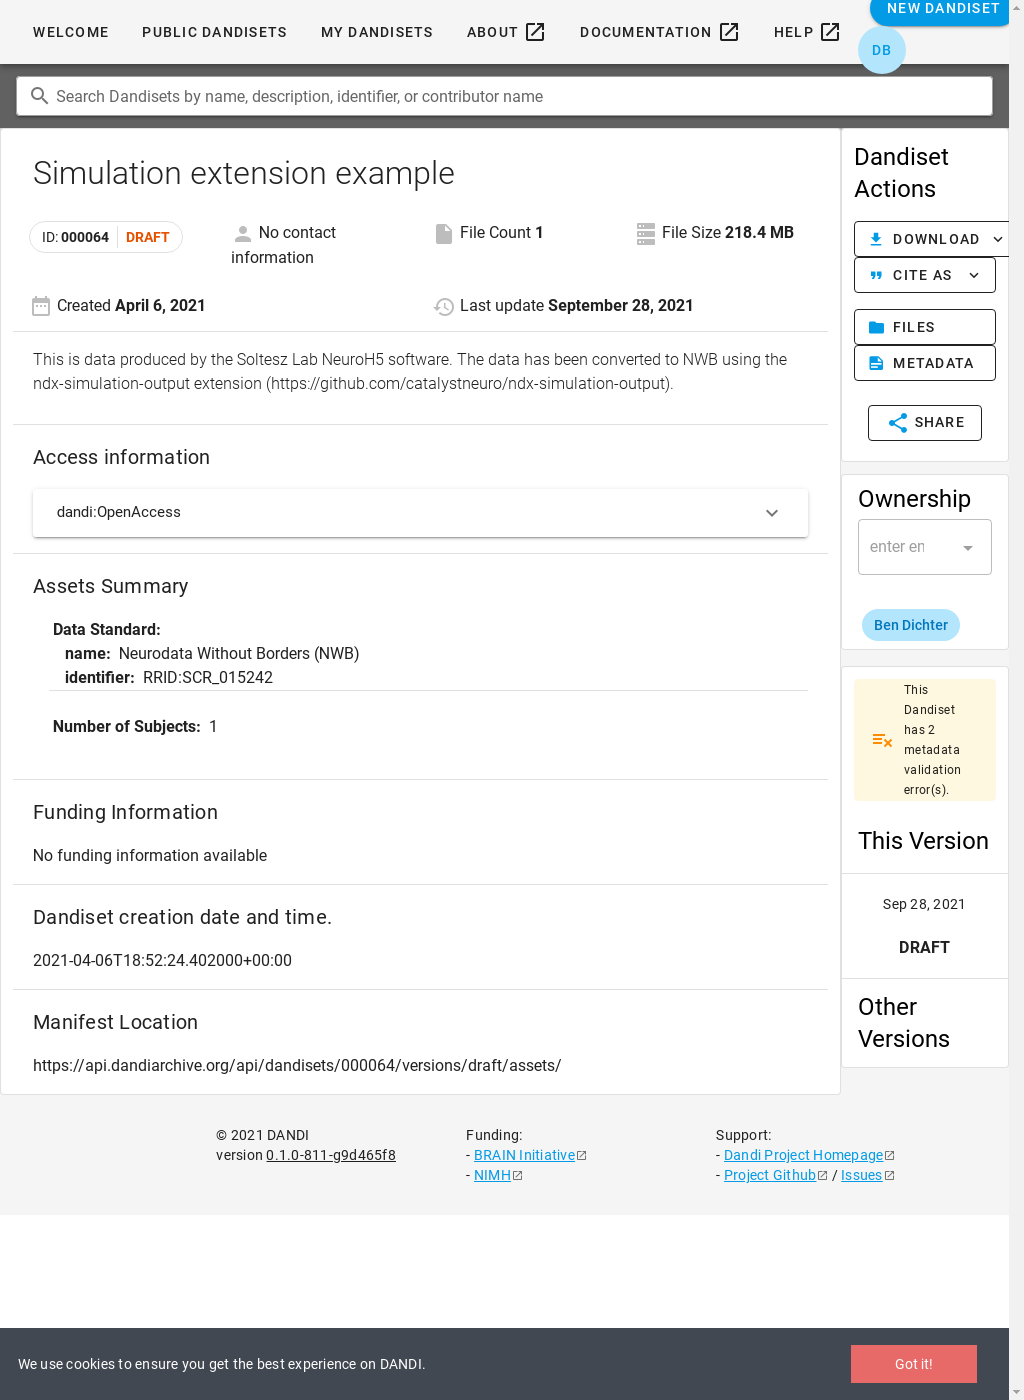 WELCOME PUBLIC DANDISETS MY DANDISETS ABOUT DOCUMENTATION HELP NEW DANDISET
DB
Search Dandisets by name, description, identifier, or contributor name
Simulation extension example
ID: 000064 DRAFT
No contact information
File Count 1
File Size 218.4 MB
Created April 6, 2021
Last update September 28, 2021
This is data produced by the Soltesz Lab NeuroH5 software. The data has been converted to NWB using the
ndx-simulation-output extension (https://github.com/catalystneuro/ndx-simulation-output).
Access information
dandi:OpenAccess
Assets Summary
Data Standard:
name: Neurodata Without Borders (NWB)
identifier: RRID:SCR_015242
Number of Subjects: 1
Funding Information
No funding information available
Dandiset creation date and time.
2021-04-06T18:52:24.402000+00:00
Manifest Location
https://api.dandiarchive.org/api/dandisets/000064/versions/draft/assets/
Dandiset
Actions
DOWNLOAD
CITE AS
FILES
METADATA
SHARE
Ownership
enter en
Ben Dichter
This
Dandiset
has 2
metadata
validation
error(s).
This Version
Sep 28, 2021
DRAFT
Other
Versions
© 2021 DANDI
version 0.1.0-811-g9d465f8
Funding:
- BRAIN Initiative
- NIMH
Support:
- Dandi Project Homepage
- Project Github / Issues
We use cookies to ensure you get the best experience on DANDI.
Got it!